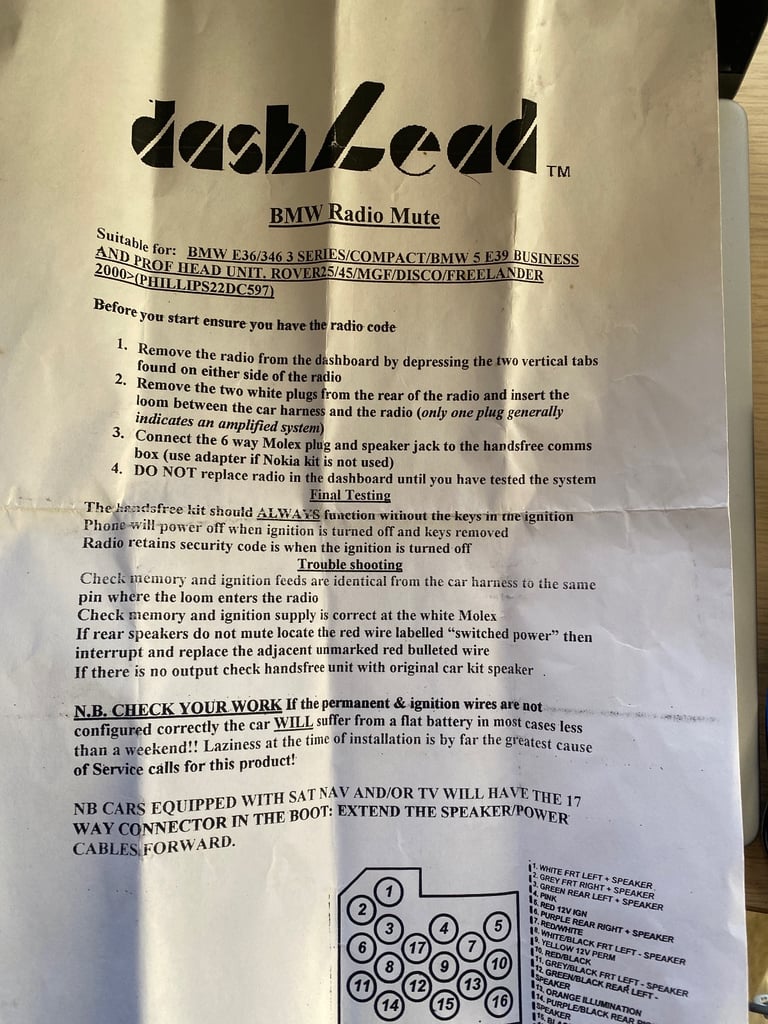 dashLead
TM
BMW Radio Mute
Suitable for: BMW E36/346 3 SERIES/COMPACT/BMW 5 E39 BUSINESS
AND PROF HEAD UNIT. ROVER25/45/MGF/DISCO/FREELANDER
2000>(PHILLIPS22DC597)
Before you start ensure you have the radio code
1. Remove the radio from the dashboard by depressing the two vertical tabs
found on either side of the radio
2. Remove the two white plugs from the rear of the radio and insert the
loom between the car harness and the radio (only one plug generally
indicates an amplified system)
3. Connect the 6 way Molex plug and speaker jack to the handsfree comms
box (use adapter if Nokia kit is not used)
4. DO NOT replace radio in the dashboard until you have tested the system
Final Testing
The handsfree kit should ALWAYS function without the keys in the ignition
Phone will power off when ignition is turned off and keys removed
Radio retains security code is when the ignition is turned off
Trouble shooting
Check memory and ignition feeds are identical from the car harness to the same
pin where the loom enters the radio
Check memory and ignition supply is correct at the white Molex
If rear speakers do not mute locate the red wire labelled “switched power” then
interrupt and replace the adjacent unmarked red bulleted wire
If there is no output check handsfree unit with original car kit speaker .
N.B. CHECK YOUR WORK If the permanent & ignition wires are not
configured correctly the car WILL suffer from a flat battery in most cases less
than a weekend!! Laziness at the time of installation is by far the greatest cause
of Service calls for this product!
NB CARS EQUIPPED WITH SAT NAV AND/OR TV WILL HAVE THE 17
WAY CONNECTOR IN THE BOOT: EXTEND THE SPEAKER/POWER
CABLES FORWARD.
1
2
3 4 5
6 17 7
8 9 10
11 12 13
14 15 16
1. WHITE FRT LEFT + SPEAKER
2. GREY FRT RIGHT + SPEAKER
3. GREEN REAR LEFT + SPEAKER
4. PINK
5. RED 12V IGN
6. PURPLE REAR RIGHT + SPEAKER
7. RED/WHITE
8. WHITE/BLACK FRT LEFT - SPEAKER
9. YELLOW 12V PERM
10. RED/BLACK
11. GREY/BLACK FRT LEFT - SPEAKER
12. GREEN/BLACK REAR LEFT -
SPEAKER
13. ORANGE ILLUMINATION
14. PURPLE/BLACK REAR
SPEAKER